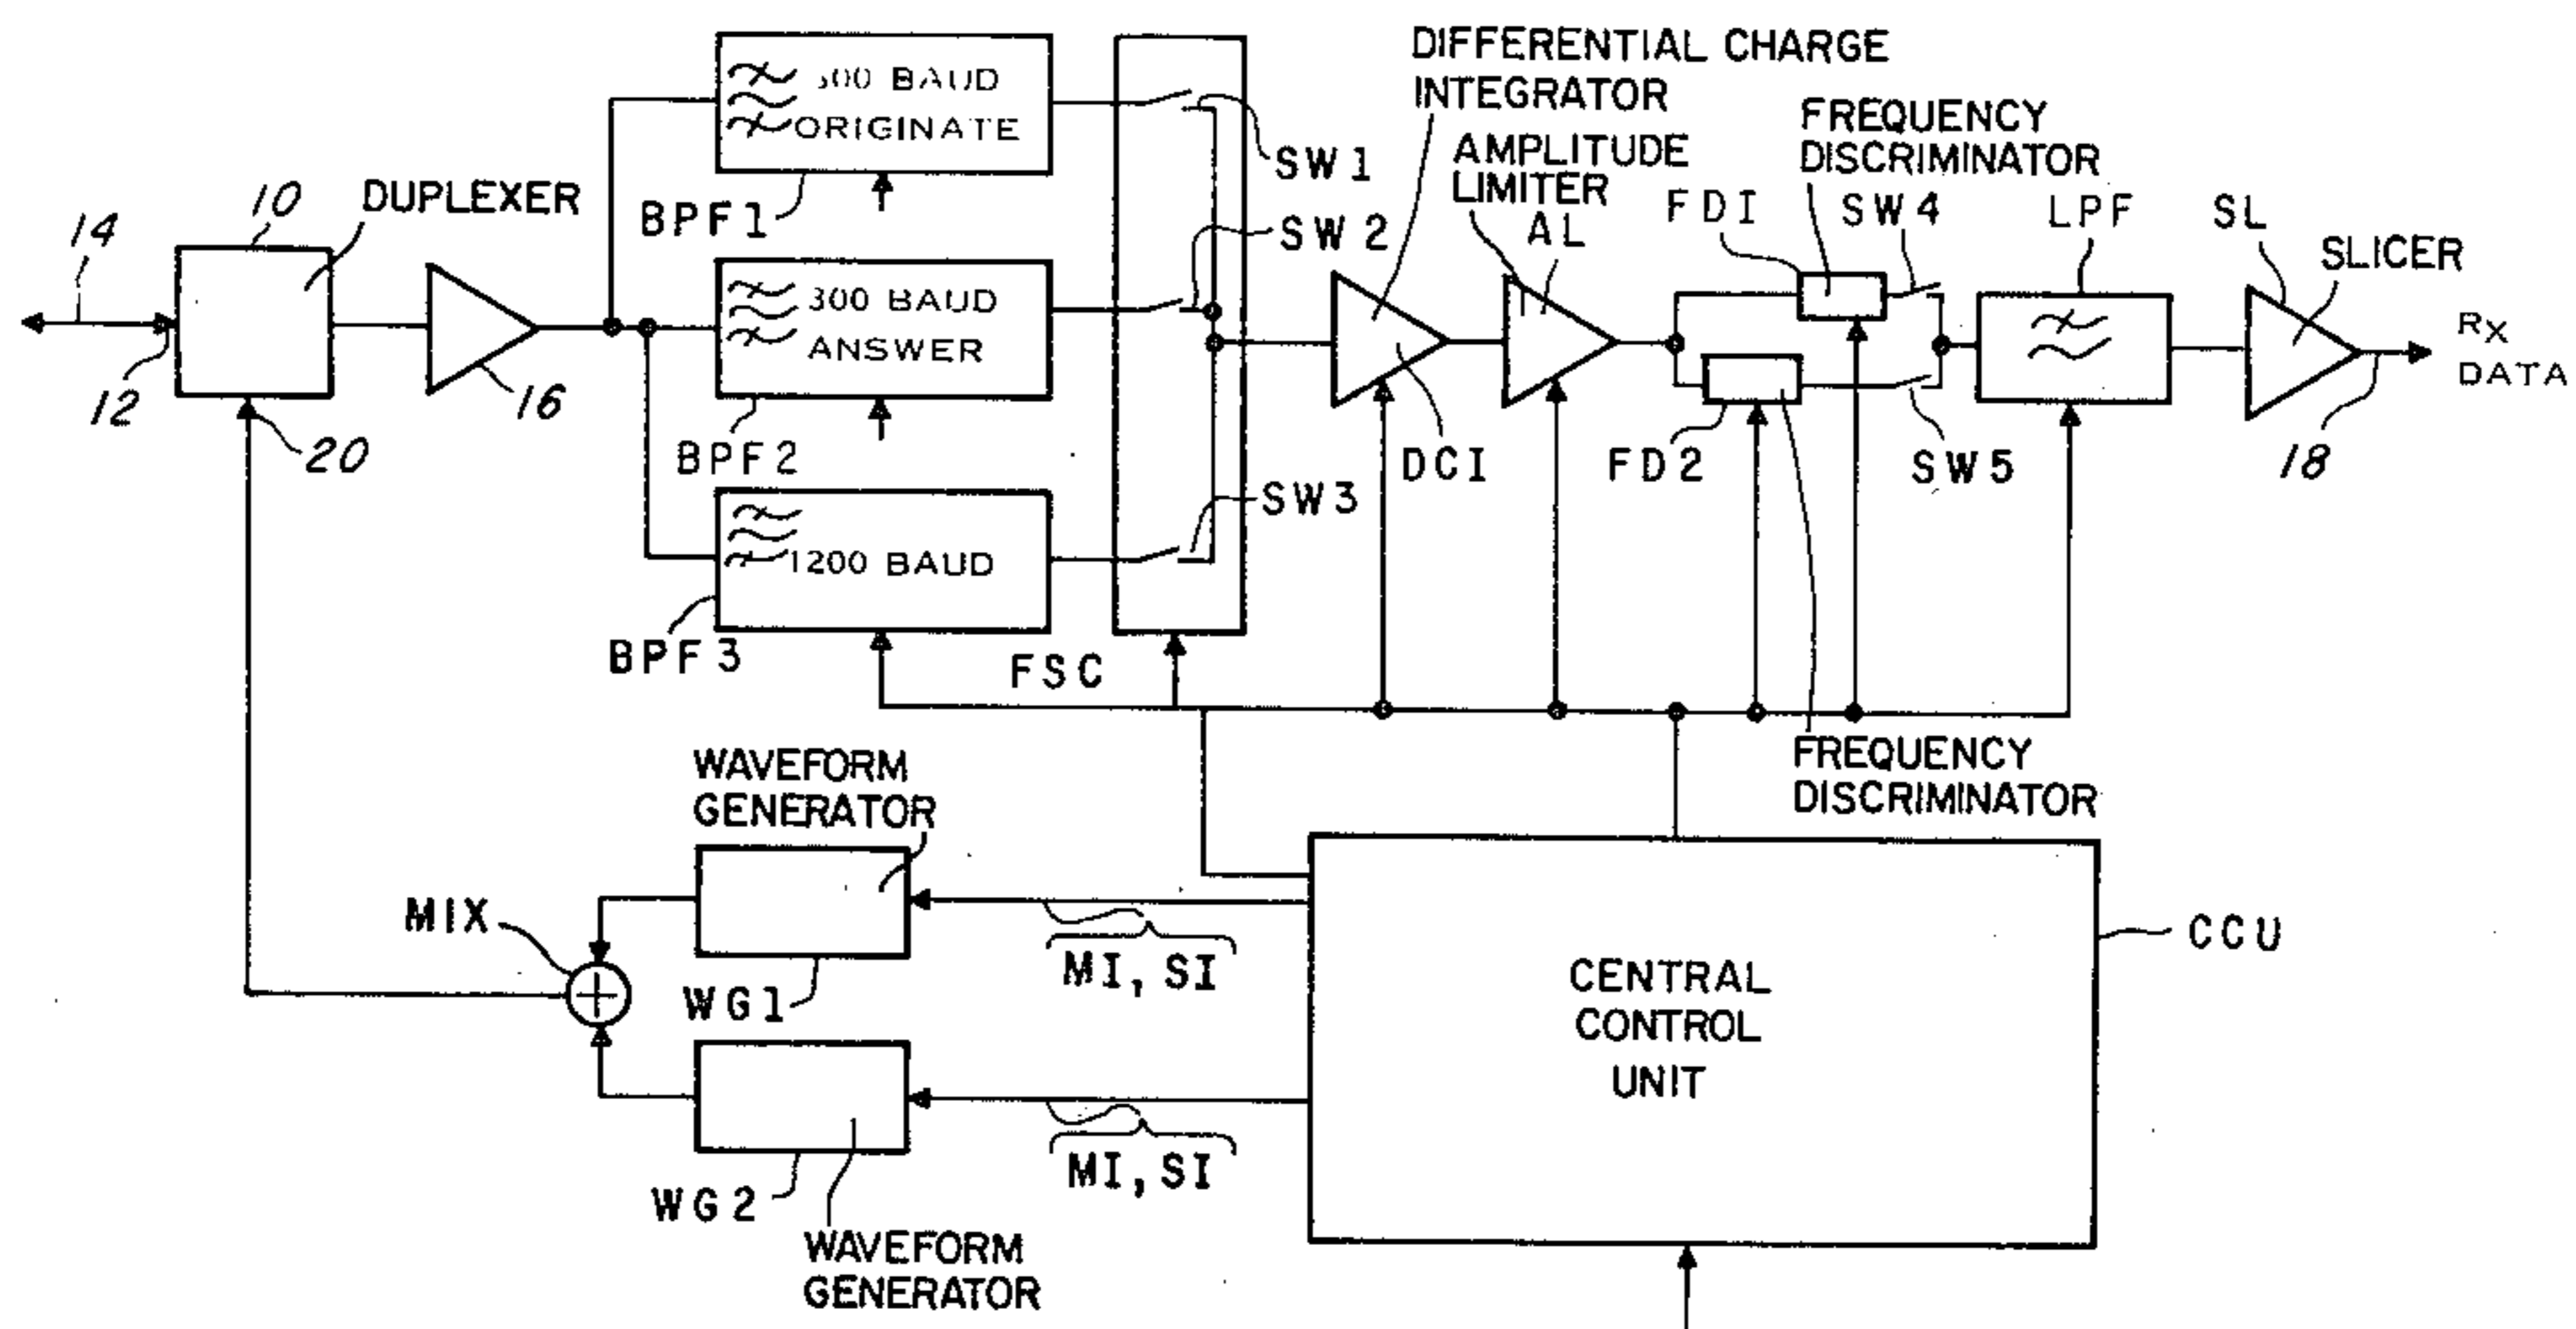 DIFFERENTIAL CHARGE
INTEGRATOR
300 BAUD
ORIGINATE
FREQUENCY
DISCRIMINATOR
AMPLITUDE
LIMITER
SW1
10
DUPLEXER
BPF1
14
SW2
AL
FDI
SW4
LPF
SL
SLICER
300 BAUD
ANSWER
RX
DATA
12
16
20
BPF2
DCI
FD2
SW5
18
SW3
1200 BAUD
BPF3
FSC
WAVEFORM
GENERATOR
FREQUENCY
DISCRIMINATOR
MIX
CCU
MI, SI
WG1
CENTRAL
CONTROL
UNIT
MI, SI
WG2
WAVEFORM
GENERATOR